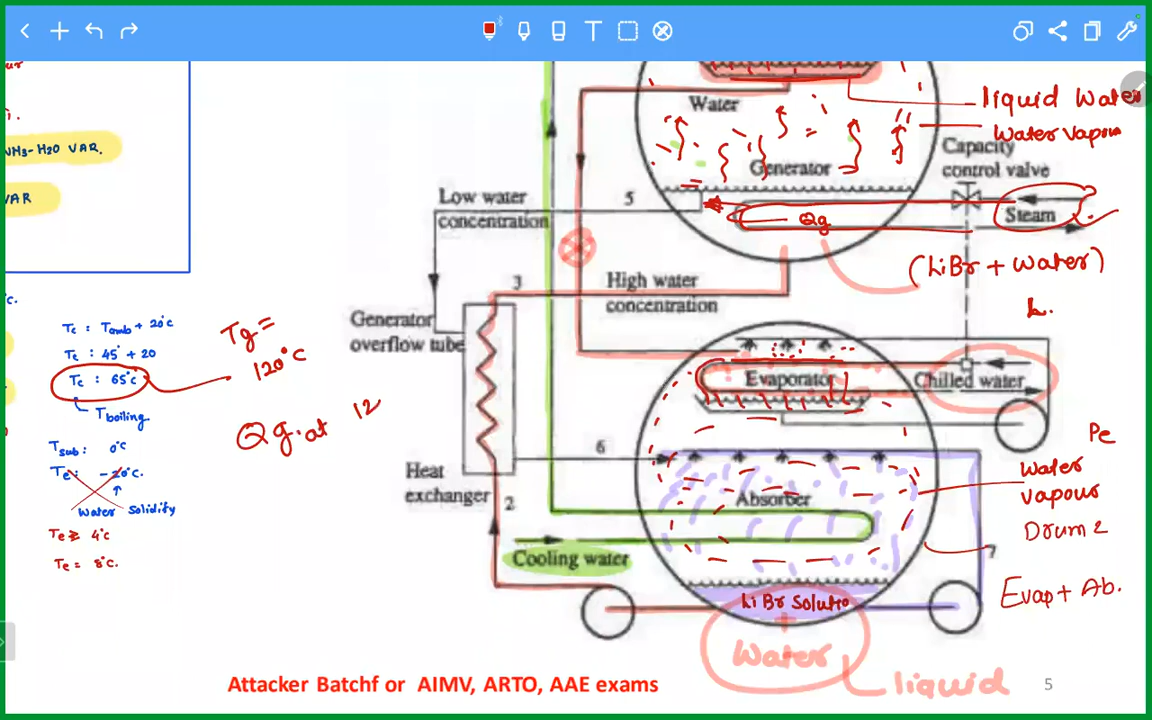 NH3-H2O VAR.
VAR
Tc : Tamb + 20°C
Tc : 45° + 20
Tc : 65°C
Tboiling
Tsub : 0°C
Te : -20°C.
Water Solidify
Te ≥ 4°C
Te = 8°C.
Tg =
120°C
Qg. at 12
Water
liquid Water
Water Vapour
Generator
Capacity
control valve
Low water
concentration
5
Qg
Steam
(LiBr + Water)
3
High water
concentration
Generator
overflow tube
Evaporator
Chilled water
Pe
6
Heat
exchanger
2
Absorber
Water
vapours
Drum 2
7
Cooling water
Evap + Ab.
LiBr Solutio
+
Water
liquid
Attacker Batchf or AIMV, ARTO, AAE exams
5